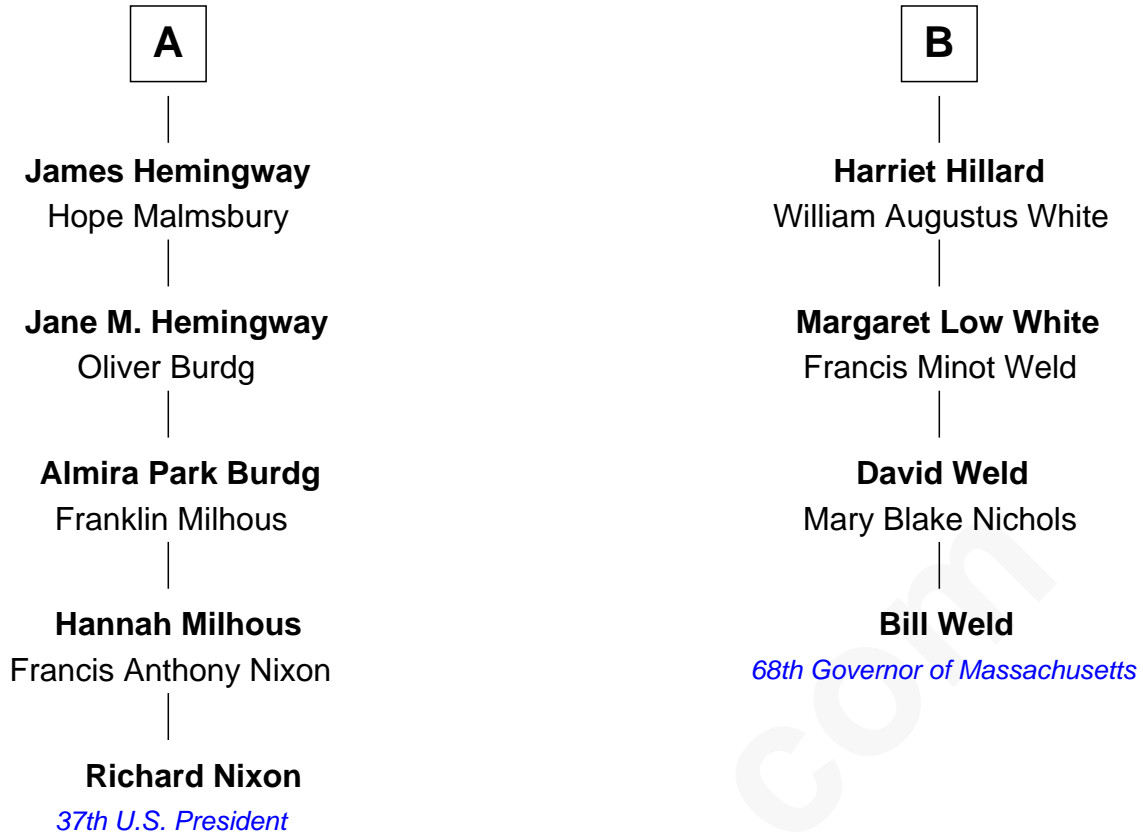 A
James Hemingway
Hope Malmsbury
Jane M. Hemingway
Oliver Burdg
Almira Park Burdg
Franklin Milhous
Hannah Milhous
Francis Anthony Nixon
Richard Nixon
37th U.S. President
B
Harriet Hillard
William Augustus White
Margaret Low White
Francis Minot Weld
David Weld
Mary Blake Nichols
Bill Weld
68th Governor of Massachusetts
com